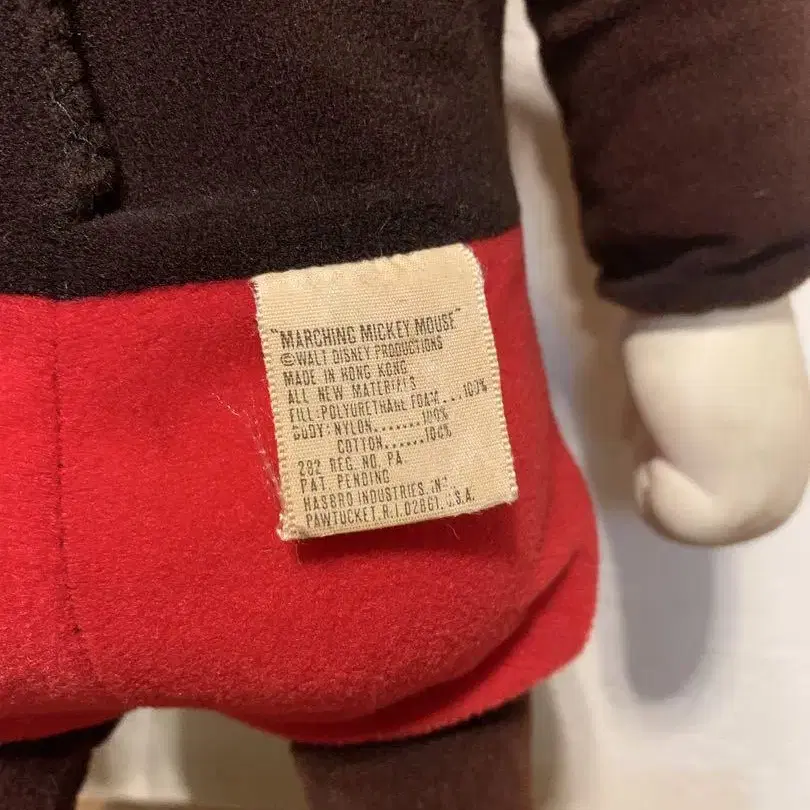 "MARCHING MICKEY MOUSE"
©WALT DISNEY PRODUCTIONS
MADE IN HONG KONG
ALL NEW MATERIALS
FILL:POLYURETHANE FOAM...100%
BODY: NYLON.......100%
COTTON......100%
282 REG. NO. PA
PAT PENDING
HASBRO INDUSTRIES, INC.
PAWTUCKET, R.I. 02861. U.S.A.